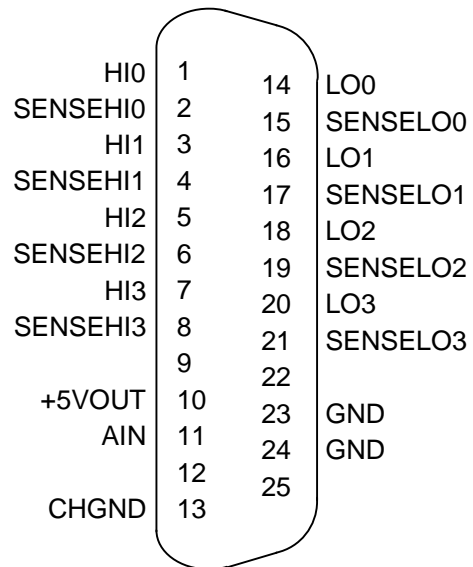 HI0 1
14 LO0
SENSEHI0 2
15 SENSELO0
HI1 3
16 LO1
SENSEHI1 4
17 SENSELO1
HI2 5
18 LO2
SENSEHI2 6
19 SENSELO2
HI3 7
20 LO3
SENSEHI3 8
21 SENSELO3
9
22
+5VOUT 10
23 GND
AIN 11
24 GND
12
25
CHGND 13